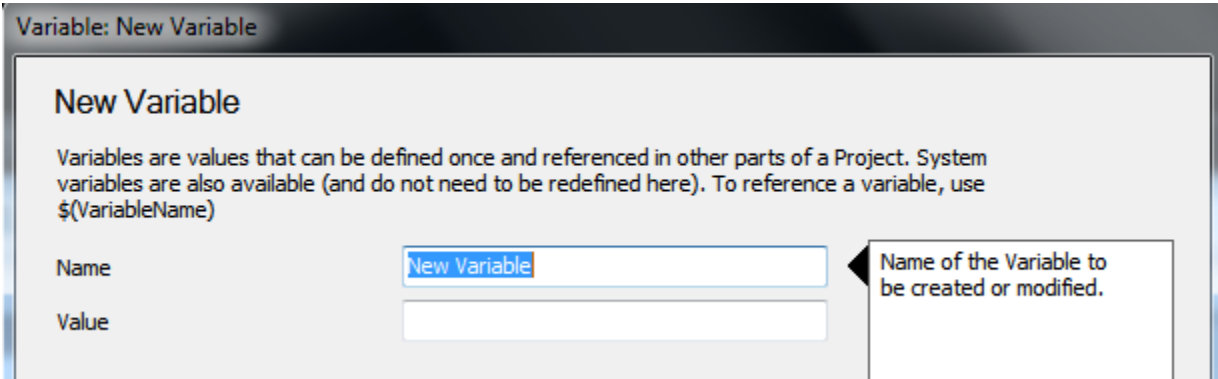 Variable: New Variable
New Variable
Variables are values that can be defined once and referenced in other parts of a Project. System
variables are also available (and do not need to be redefined here). To reference a variable, use
$(VariableName)
Name
New Variable
Name of the Variable to
be created or modified.
Value